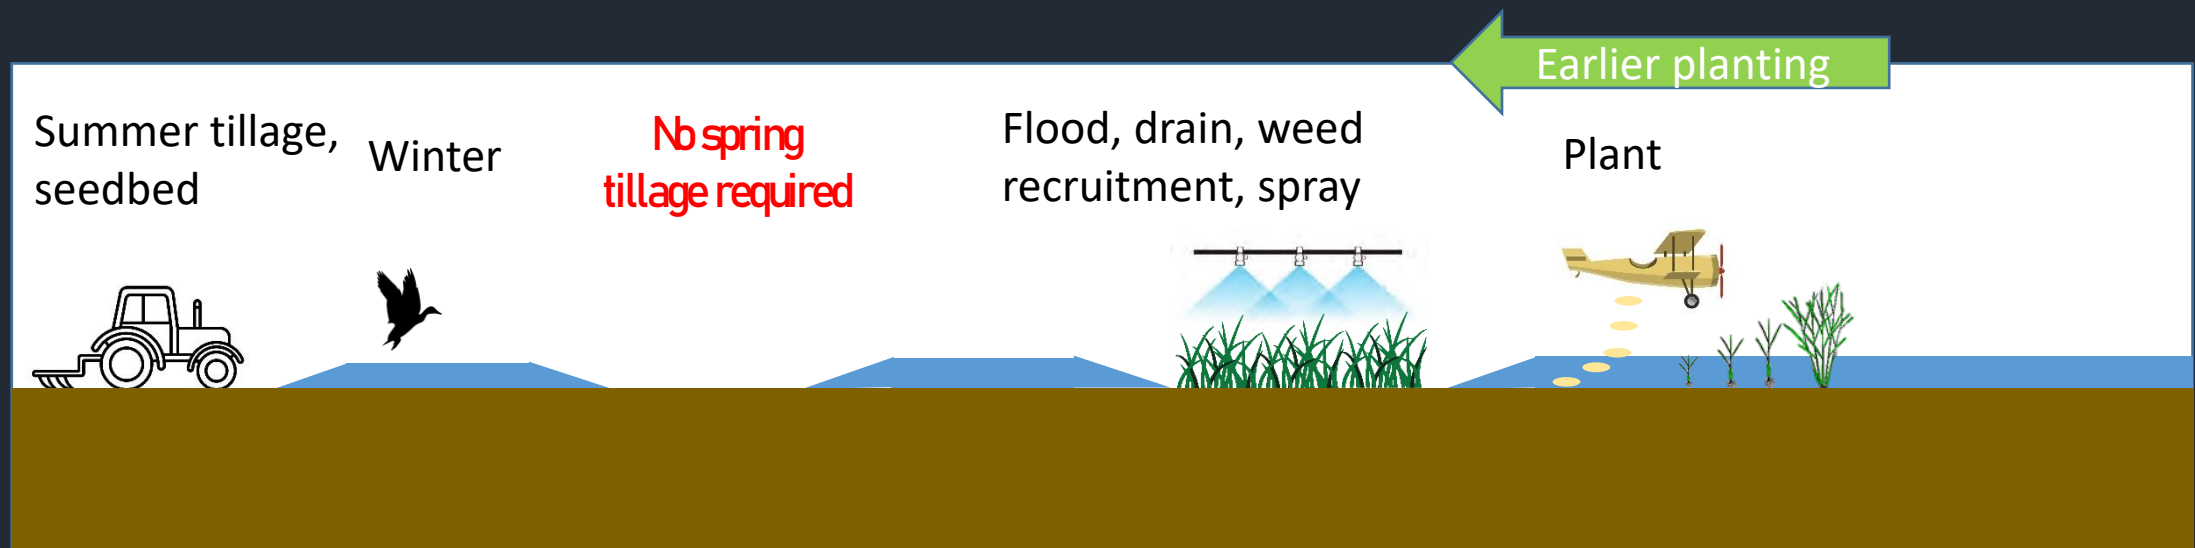 Earlier planting
Summer tillage,
seedbed
Winter
No spring
tillage required
Flood, drain, weed
recruitment, spray
Plant